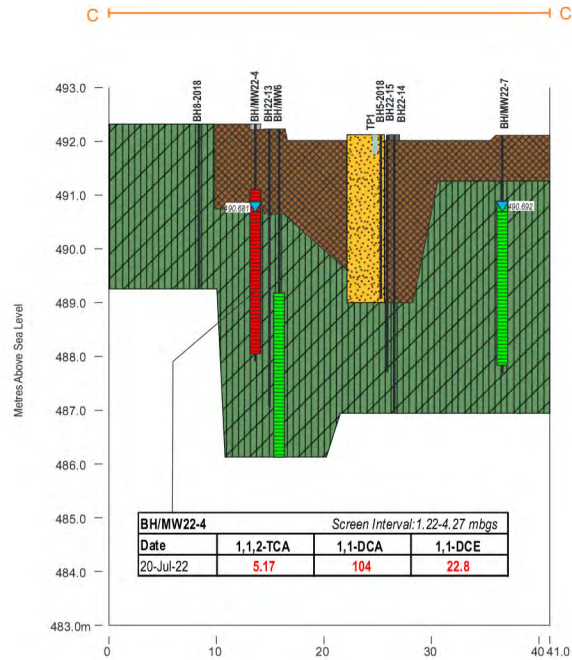 C C
493.0
492.0
491.0
490.0
489.0
488.0
487.0
486.0
485.0
484.0
483.0m
Metres Above Sea Level
BH8-2018
BH/MW22-4
BH22-13
BH/MW6
TP1
BH5-2018
BH22-15
BH22-14
BH/MW22-7
490.681
490.692
BH/MW22-4 Screen Interval:1.22-4.27 mbgs
Date 1,1,2-TCA 1,1-DCA 1,1-DCE
20-Jul-22 5.17 104 22.8
0 10 20 30 40 41.0